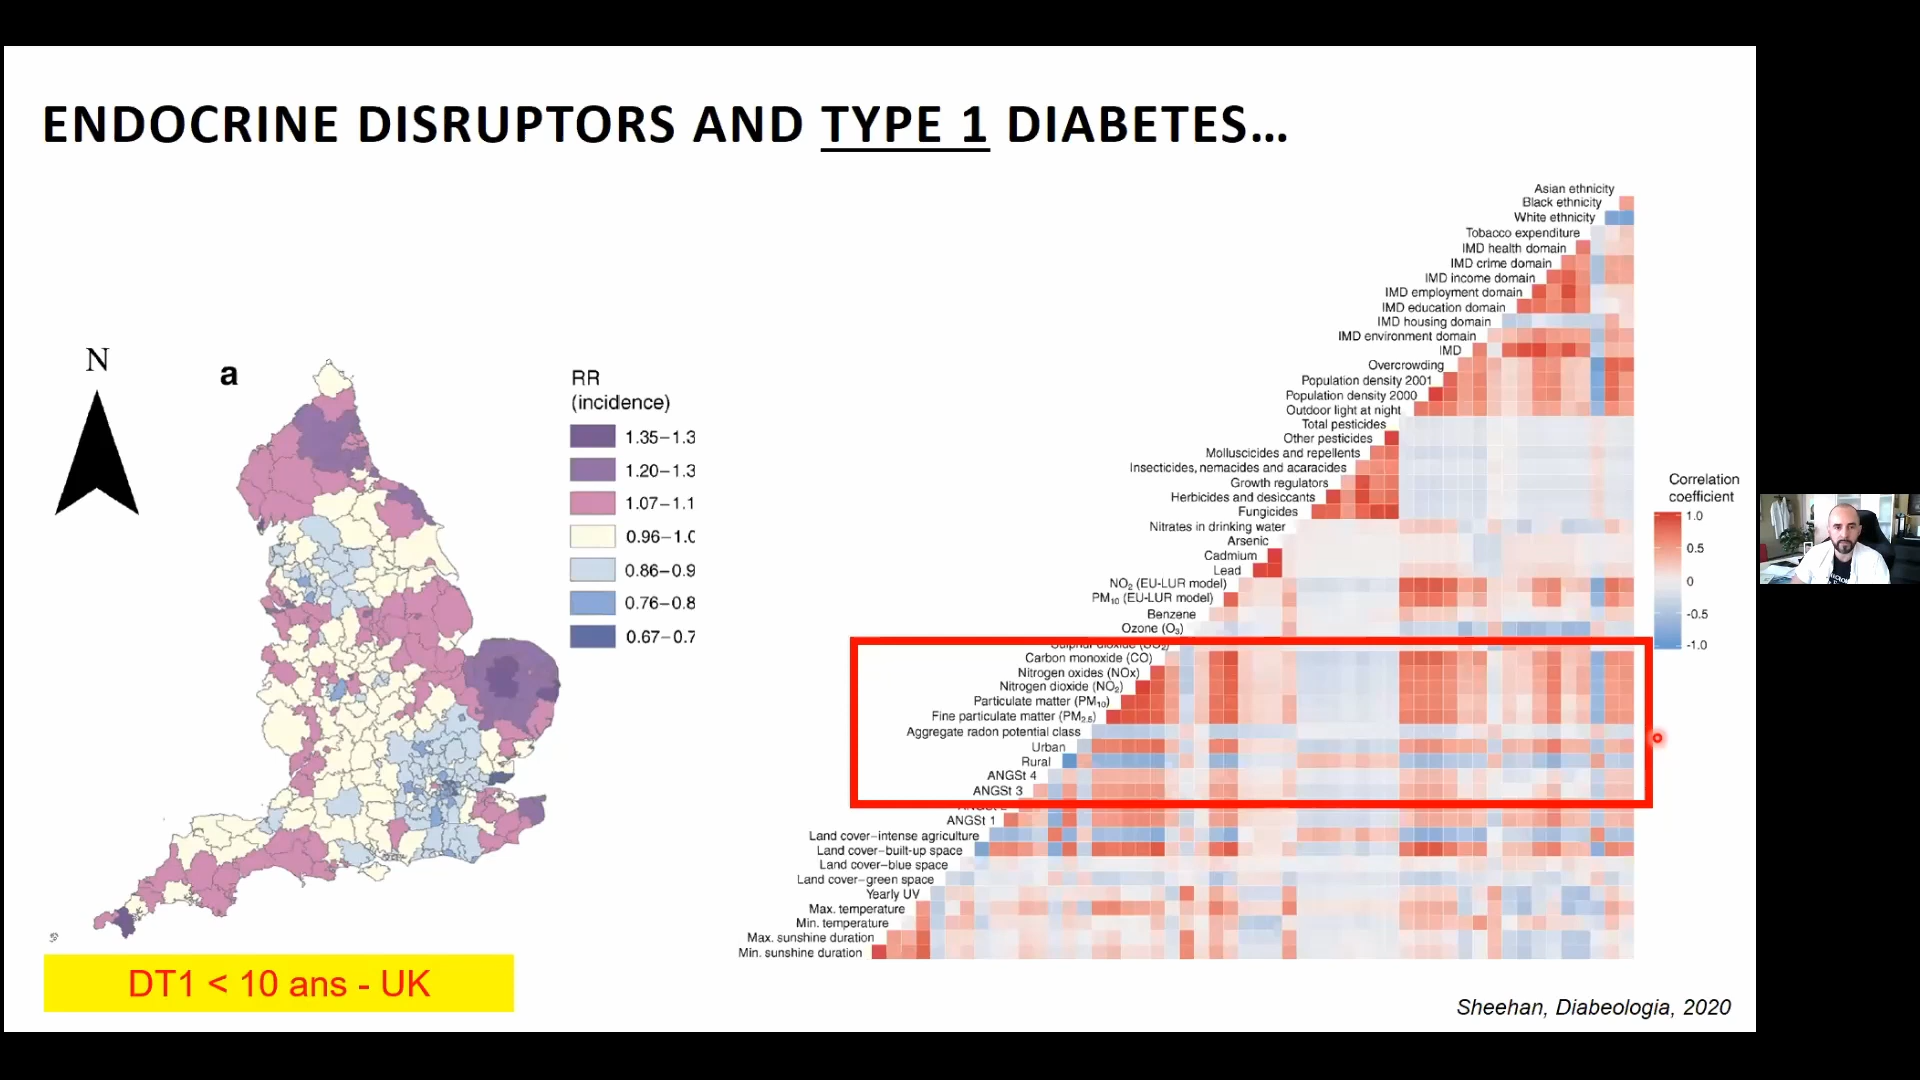 ENDOCRINE DISRUPTORS AND TYPE 1 DIABETES...
N
a
RR
(incidence)
1.35–1.3
1.20–1.3
1.07–1.1
0.96–1.0
0.86–0.9
0.76–0.8
0.67–0.7
DT1 < 10 ans - UK
Asian ethnicity
Black ethnicity
White ethnicity
Tobacco expenditure
IMD health domain
IMD crime domain
IMD income domain
IMD employment domain
IMD education domain
IMD housing domain
IMD environment domain
IMD
Overcrowding
Population density 2001
Population density 2000
Outdoor light at night
Total pesticides
Other pesticides
Molluscicides and repellents
Insecticides, nemacides and acaracides
Growth regulators
Herbicides and desiccants
Fungicides
Nitrates in drinking water
Arsenic
Cadmium
Lead
NO₂ (EU-LUR model)
PM₁₀ (EU-LUR model)
Benzene
Ozone (O₃)
Sulphur dioxide (SO₂)
Carbon monoxide (CO)
Nitrogen oxides (NOx)
Nitrogen dioxide (NO₂)
Particulate matter (PM₁₀)
Fine particulate matter (PM₂.₅)
Aggregate radon potential class
Urban
Rural
ANGSt 4
ANGSt 3
ANGSt 2
ANGSt 1
Land cover–intense agriculture
Land cover–built-up space
Land cover–blue space
Land cover–green space
Yearly UV
Max. temperature
Min. temperature
Max. sunshine duration
Min. sunshine duration
Correlation
coefficient
1.0
0.5
0
-0.5
-1.0
Sheehan, Diabeologia, 2020